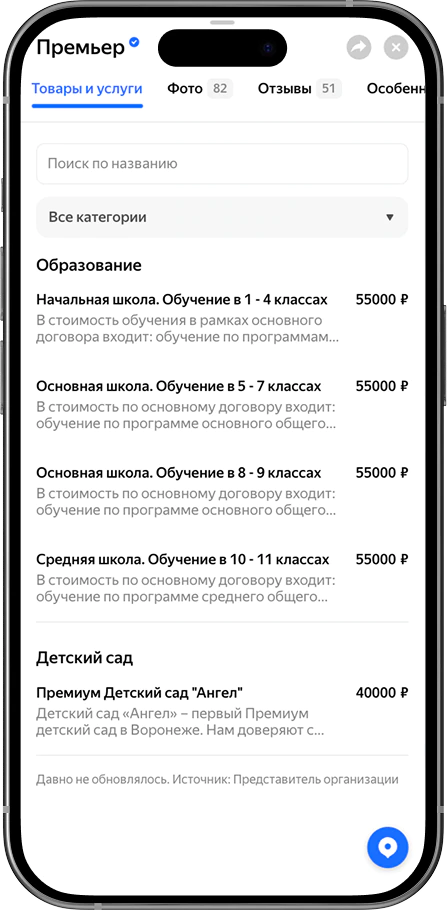 Премьер
Товары и услуги Фото 82 Отзывы 51 Особенн
Поиск по названию
Все категории
Образование
Начальная школа. Обучение в 1 - 4 классах 55000 ₽
В стоимость обучения в рамках основного
договора входит: обучение по программам...
Основная школа. Обучение в 5 - 7 классах 55000 ₽
В стоимость по основному договору входит:
обучение по программе основного общего...
Основная школа. Обучение в 8 - 9 классах 55000 ₽
В стоимость по основному договору входит:
обучение по программе основного общего...
Средняя школа. Обучение в 10 - 11 классах 55000 ₽
В стоимость по основному договору входит:
обучение по программе среднего общего...
Детский сад
Премиум Детский сад "Ангел" 40000 ₽
Детский сад «Ангел» – первый Премиум
детский сад в Воронеже. Нам доверяют с...
Давно не обновлялось. Источник: Представитель организации